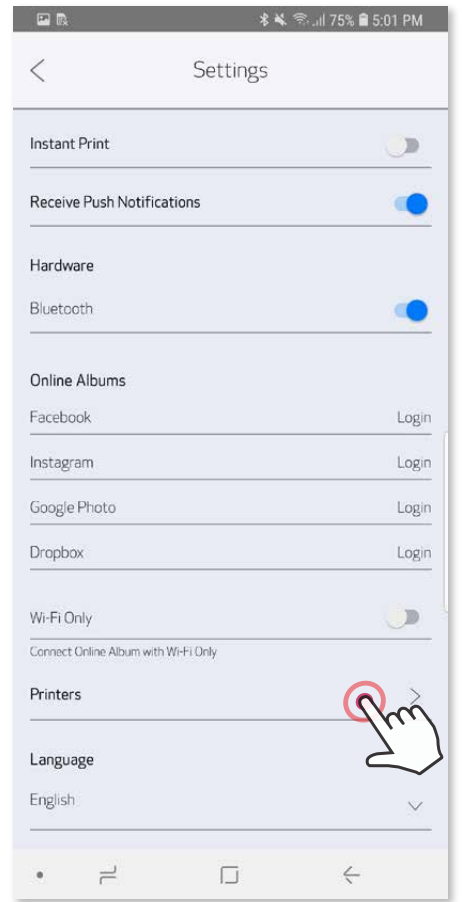 75% 5:01 PM
Settings
Instant Print
Receive Push Notifications
Hardware
Bluetooth
Online Albums
Facebook Login
Instagram Login
Google Photo Login
Dropbox Login
Wi-Fi Only
Connect Online Album with Wi-Fi Only
Printers
Language
English